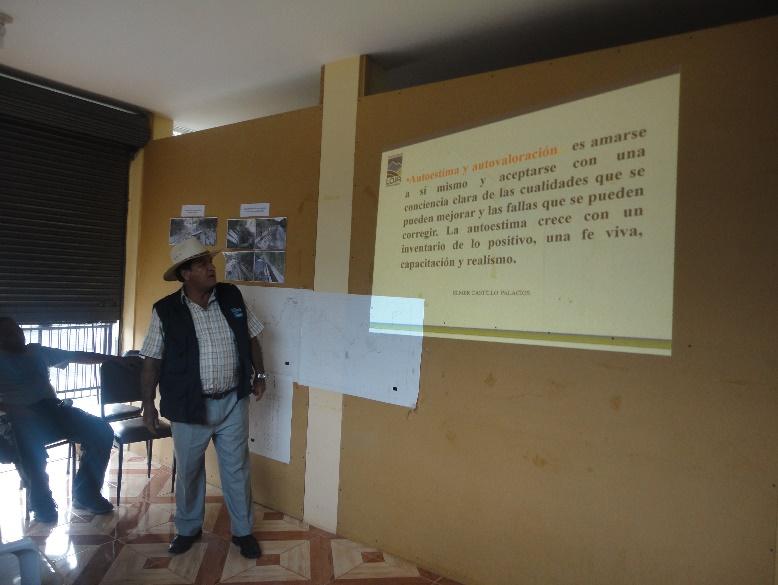 LOJA
•Autoestima y autovaloración es amarse
a sí mismo y aceptarse con una
conciencia clara de las cualidades que se
pueden mejorar y las fallas que se pueden
corregir. La autoestima crece con un
inventario de lo positivo, una fe viva,
capacitación y realismo.
ELMER CASTILLO PALACIOS